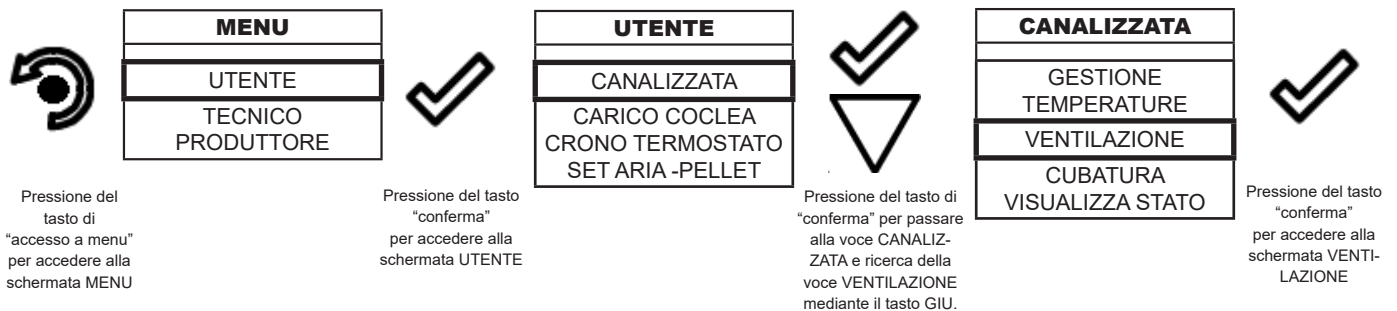 MENU
UTENTE
TECNICO
PRODUTTORE
Pressione del
tasto di
“accesso a menu”
per accedere alla
schermata MENU
Pressione del tasto
“conferma”
per accedere alla
schermata UTENTE
UTENTE
CANALIZZATA
CARICO COCLEA
CRONO TERMOSTATO
SET ARIA -PELLET
Pressione del tasto di
“conferma” per passare
alla voce CANALIZ-
ZATA e ricerca della
voce VENTILAZIONE
mediante il tasto GIU.
CANALIZZATA
GESTIONE
TEMPERATURE
VENTILAZIONE
CUBATURA
VISUALIZZA STATO
Pressione del tasto
“conferma”
per accedere alla
schermata VENTI-
LAZIONE